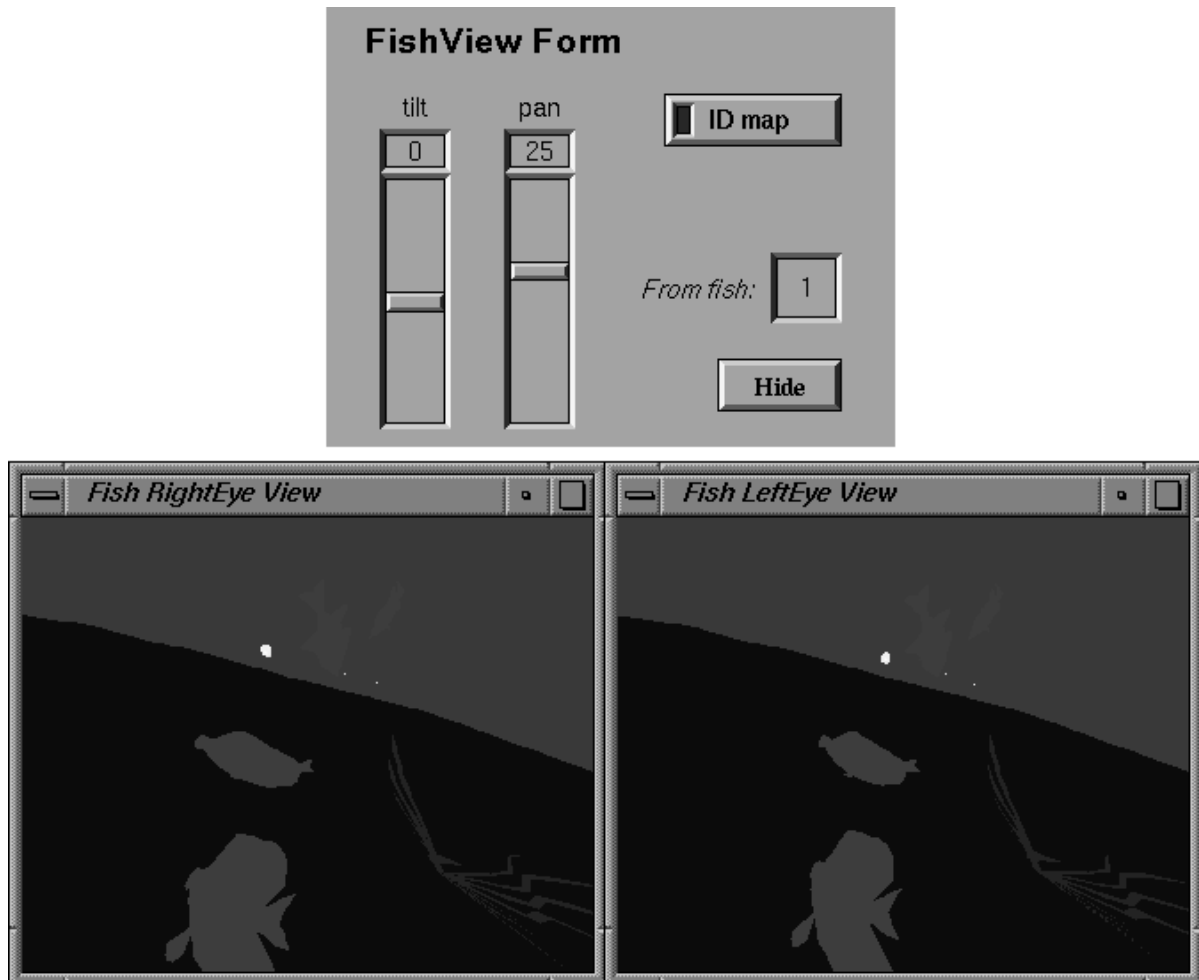 FishView Form
tilt
pan
ID map
0
25
From fish:
1
Hide
Fish RightEye View
Fish LeftEye View